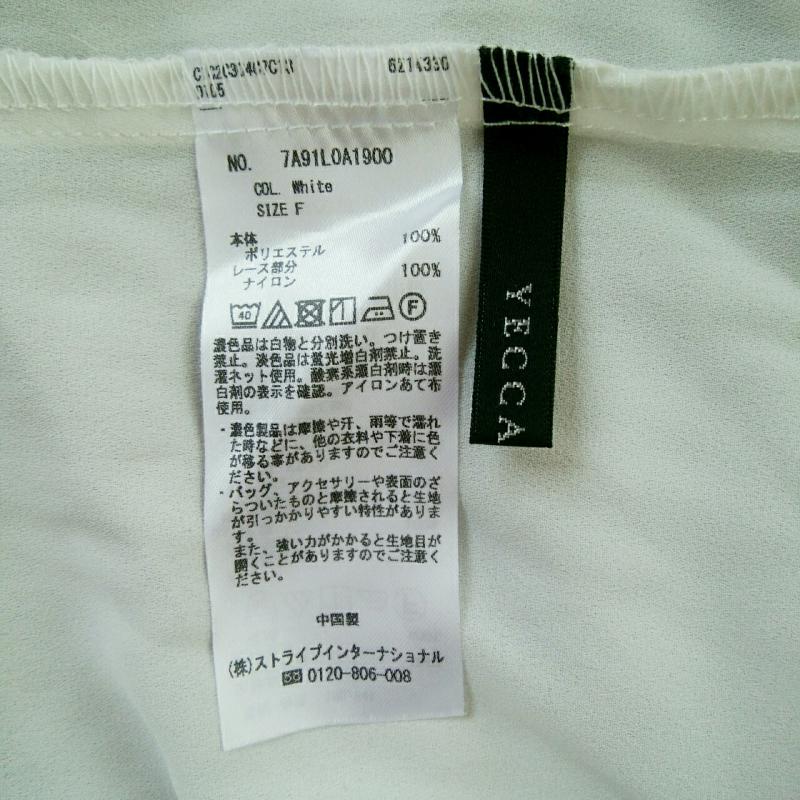 6214330
NO. 7A91L0A1900
COL. White
SIZE F
本体 100%
ポリエステル
レース部分 100%
ナイロン
40 F
濃色品は白物と分別洗い。つけ置き
禁止。淡色品は蛍光増白剤禁止。洗
濯ネット使用。酸素系漂白剤時は漂
白剤の表示を確認。アイロンあて布
使用。
・濃色製品は摩擦や汗、雨等で濡れ
た時などに、他の衣料や下着に色
が移る事がありますのでご注意く
ださい。
・バッグ、アクセサリーや表面のざ
らついたものと摩擦されると生地
が引っかかりやすい特性がありま
す。
また、強い力がかかると生地目が
開くことがありますのでご注意く
ださい。
中国製
(株)ストライプインターナショナル
0120-806-008
YECCA